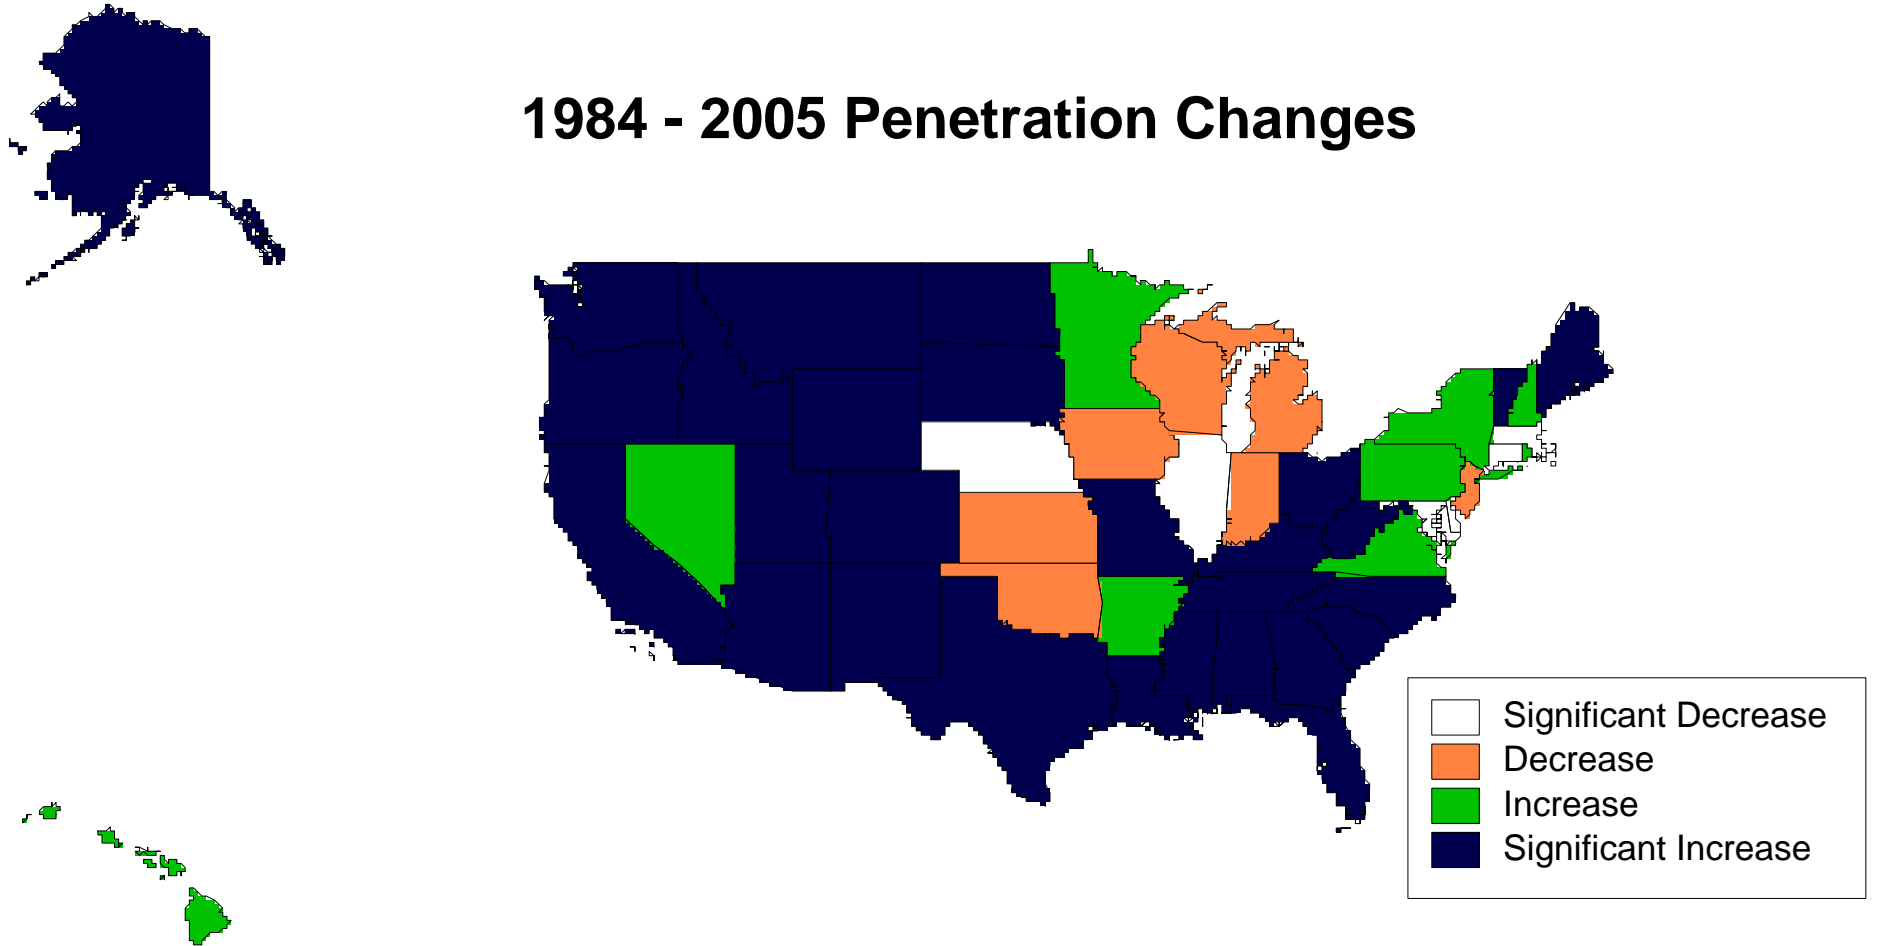 1984 - 2005 Penetration Changes
Significant Decrease
Decrease
Increase
Significant Increase